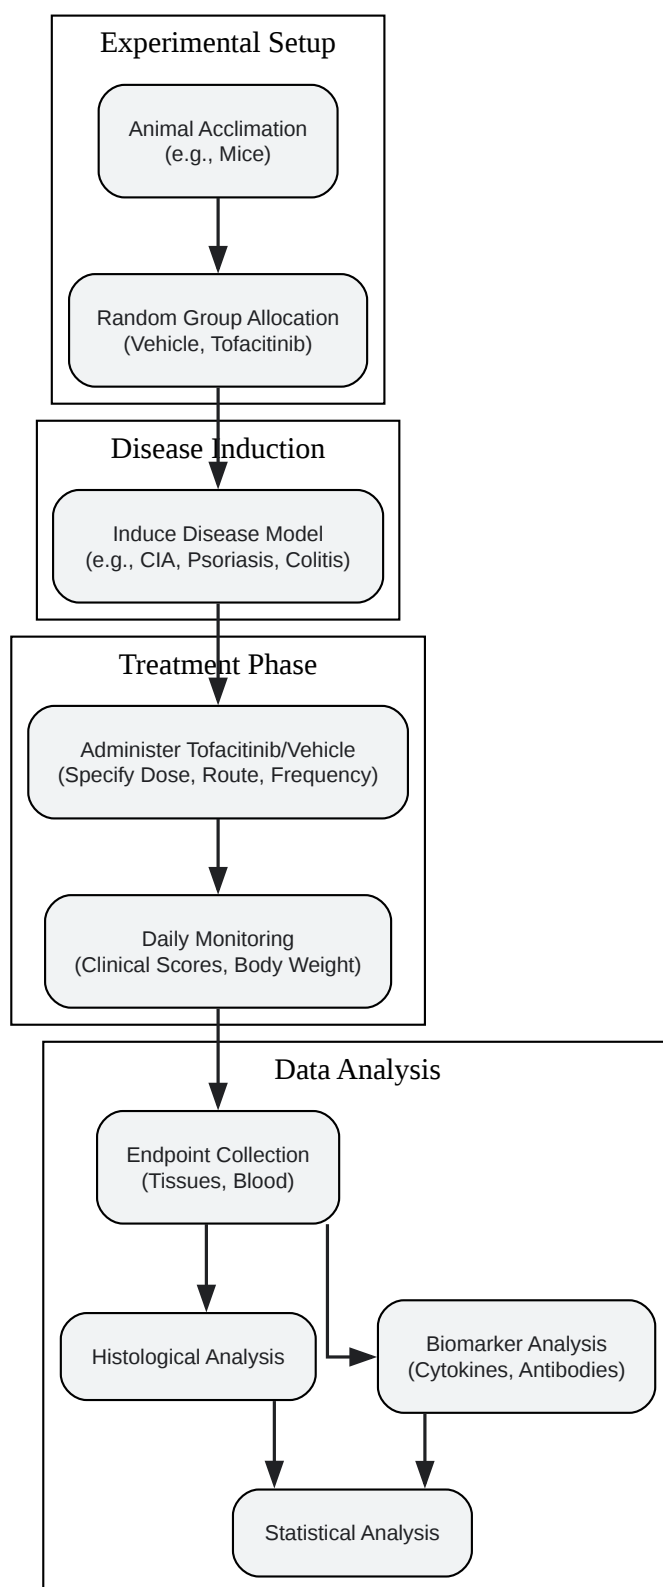 Experimental Setup
Animal Acclimation
(e.g., Mice)
Random Group Allocation
(Vehicle, Tofacitinib)
Disease Induction
Induce Disease Model
(e.g., CIA, Psoriasis, Colitis)
Treatment Phase
Administer Tofacitinib/Vehicle
(Specify Dose, Route, Frequency)
Daily Monitoring
(Clinical Scores, Body Weight)
Data Analysis
Endpoint Collection
(Tissues, Blood)
Histological Analysis
Biomarker Analysis
(Cytokines, Antibodies)
Statistical Analysis